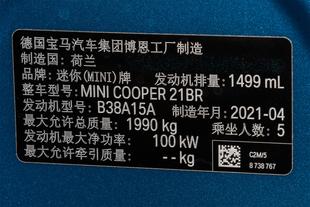 德国宝马汽车集团博恩工厂制造
制造国：荷兰
品牌：迷你(MINI)牌 发动机排量：1499 mL
整车型号：MINI COOPER 21BR
发动机型号：B38A15A 制造年月：2021-04
最大允许总质量：1990 kg 乘坐人数：5
发动机最大净功率：100 kW
最大允许牵引质量：-- kg
C2M/5
8 738 767